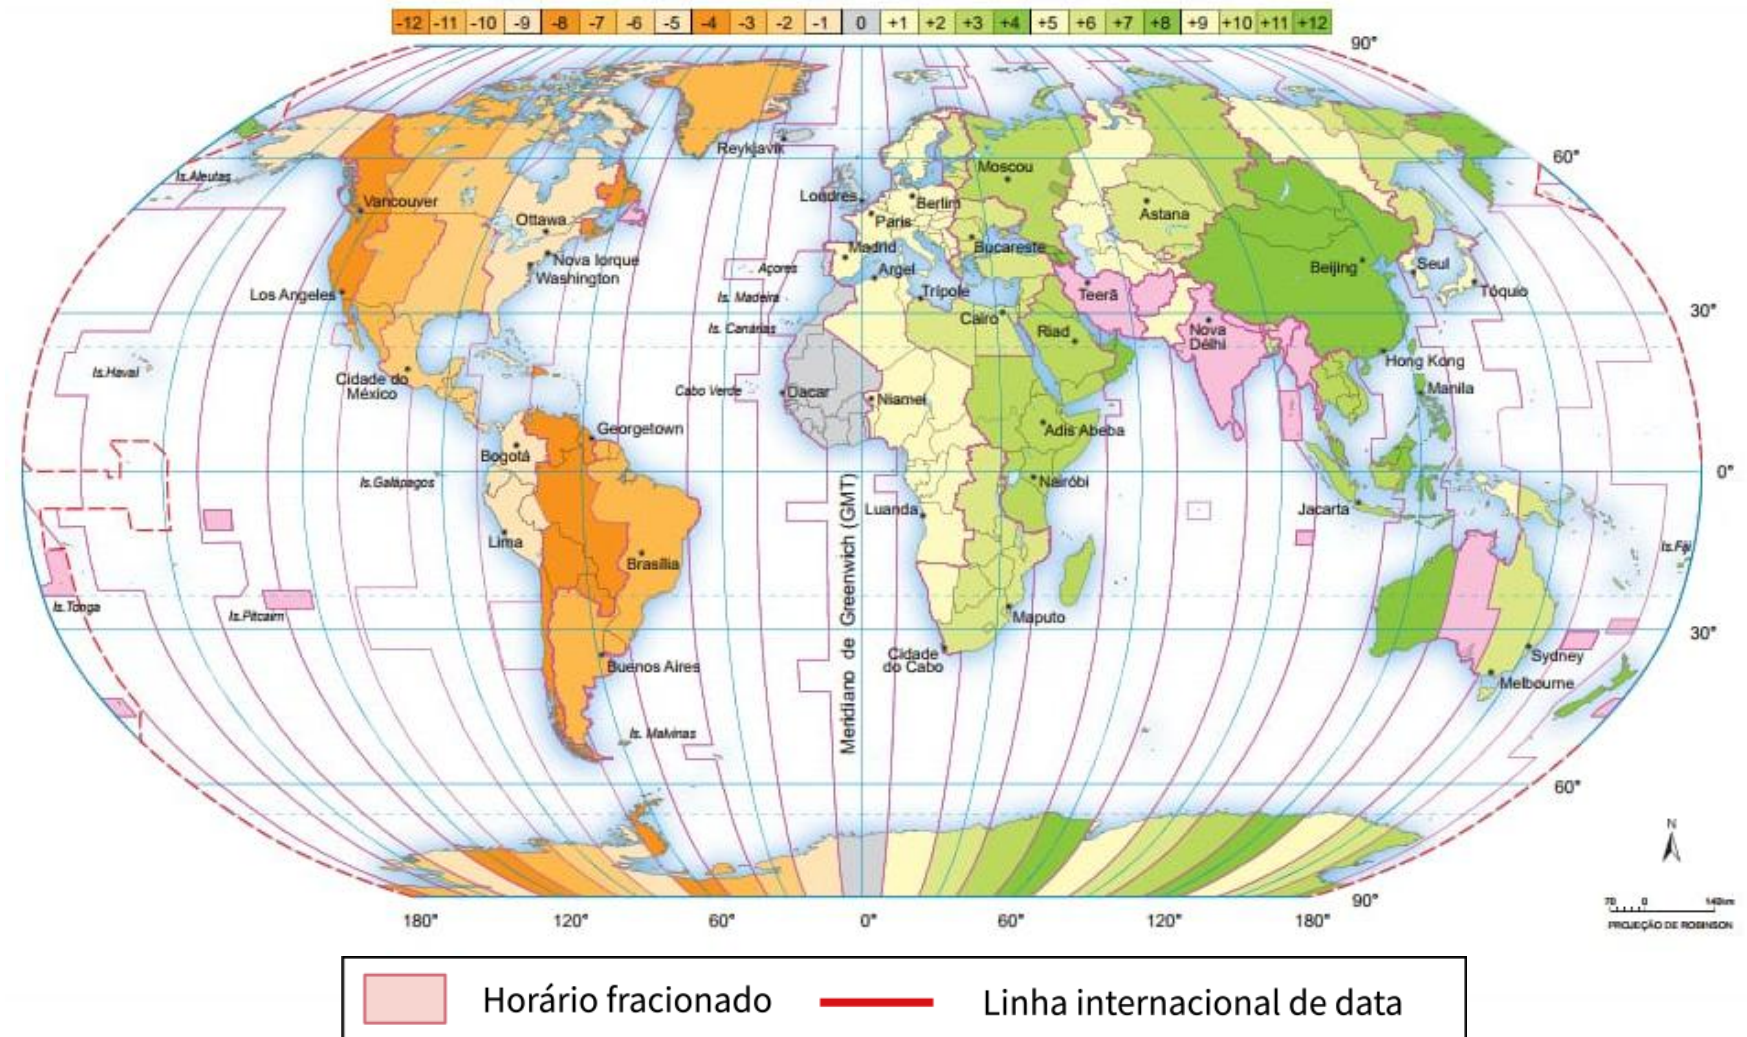 -12 -11 -10 -9 -8 -7 -6 -5 -4 -3 -2 -1 0 +1 +2 +3 +4 +5 +6 +7 +8 +9 +10 +11 +12
90°
Reykjavik
Moscou
60°
Is.Aleutas
Vancouver
Londres
Berlim
Astana
Ottawa
Paris
Nova Iorque
Madrid
Bucareste
Washington
Açores
Argel
Beijing
Seul
Los Angeles
Is. Madeira
Trípole
Teerã
Tóquio
30°
Is. Canárias
Cairo
Riad
Nova
Délhi
Is.Havaí
Hong Kong
Cidade do
México
Cabo Verde
Dacar
Niamei
Manila
Georgetown
Adis Abeba
Bogotá
0°
Is.Galápagos
Nairóbi
Meridiano de Greenwich (GMT)
Luanda
Jacarta
Lima
Brasília
Is.Fiji
Is.Tonga
Is.Pitcairn
Maputo
30°
Cidade
do Cabo
Buenos Aires
Sydney
Melbourne
Is. Malvinas
60°
N
90°
180° 120° 60° 0° 60° 120° 180°
70 0 140km
PROJEÇÃO DE ROBINSON
Horário fracionado
Linha internacional de data